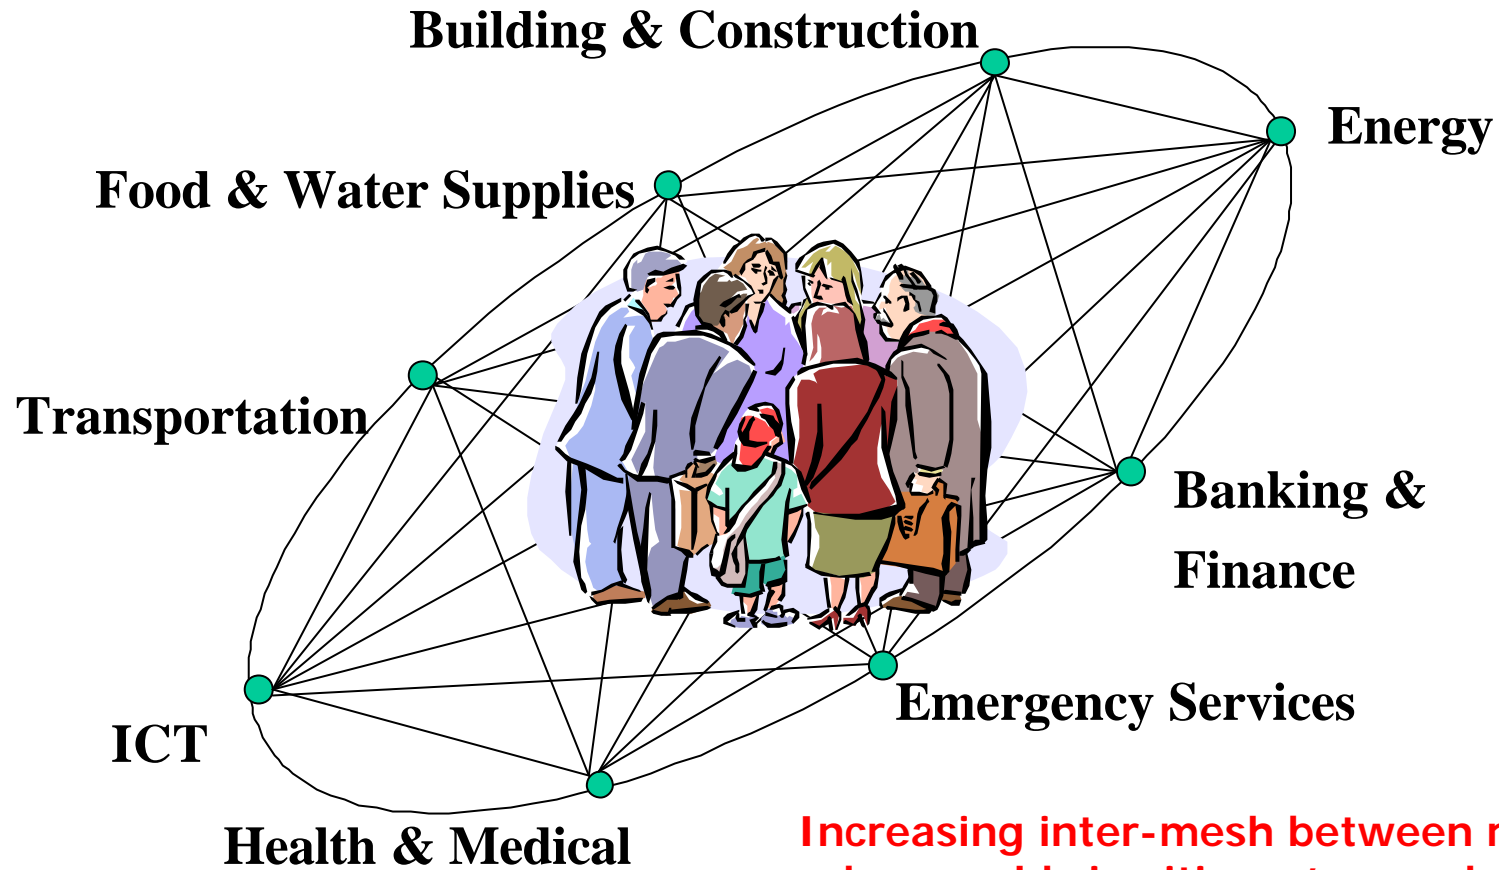 Building & Construction
Energy
Food & Water Supplies
Transportation
Banking &
Finance
Emergency Services
ICT
Health & Medical
Increasing inter-mesh between